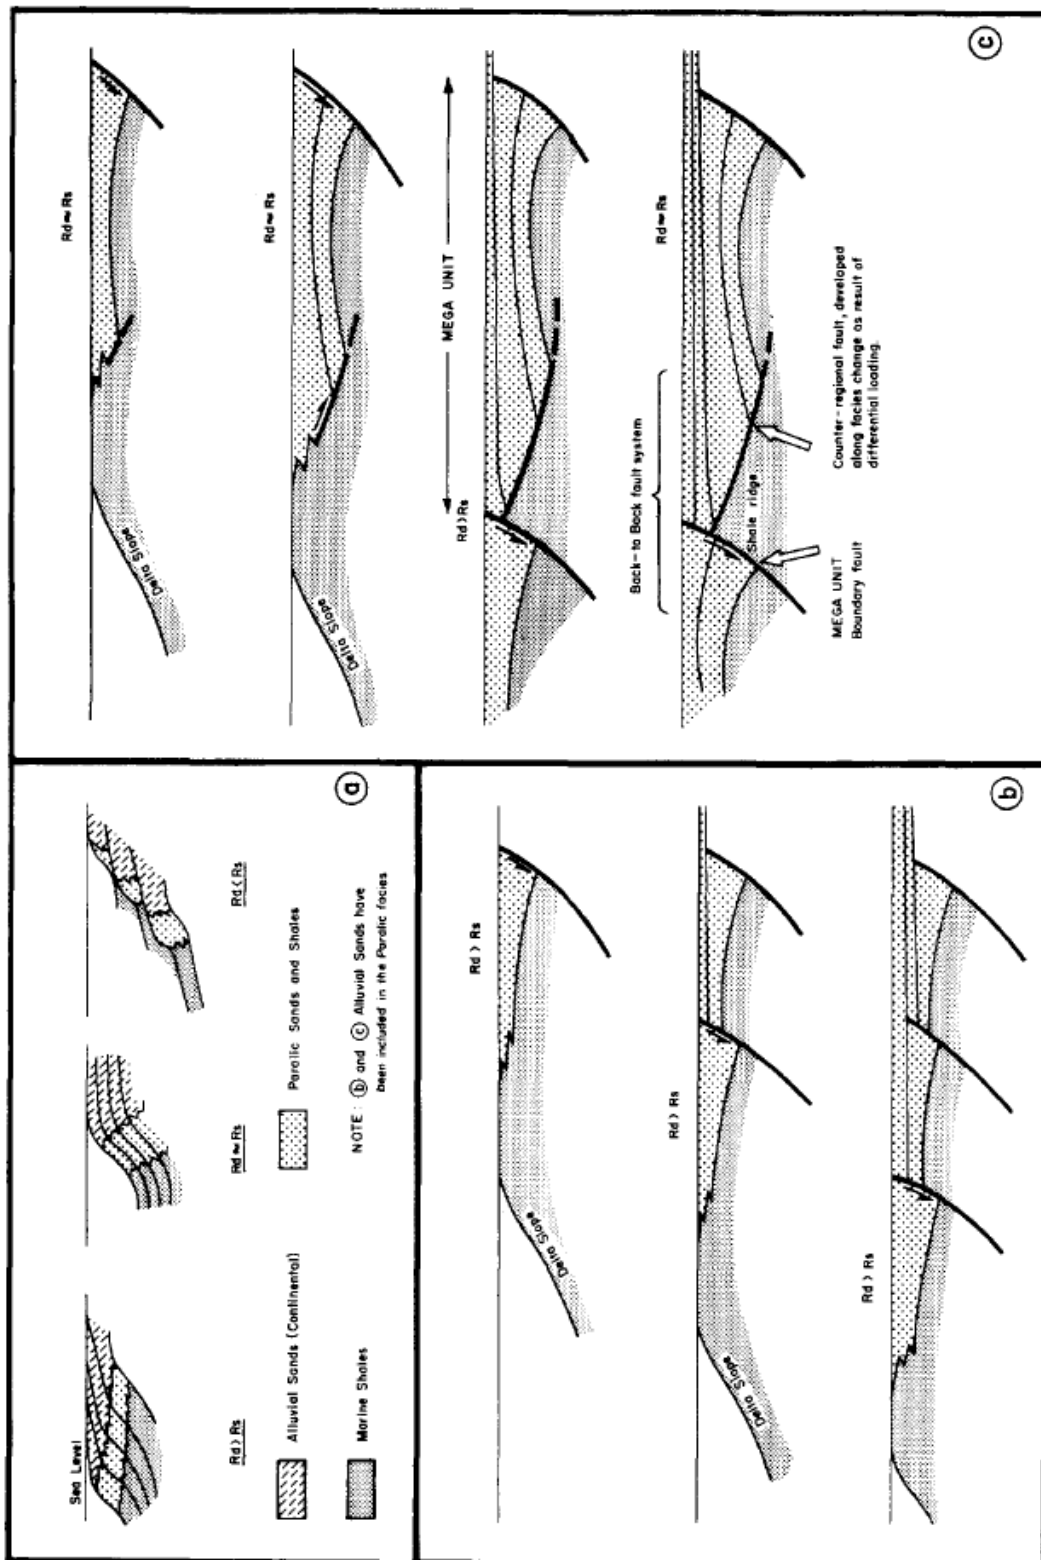 Sea Level
Rd > Rs
Rd ≈ Rs
Rd < Rs
Alluvial Sands (Continental)
Paralic Sands and Shales
Marine Shales
NOTE: ⓑ and ⓒ Alluvial Sands have
been included in the Paralic facies
ⓐ
Rd > Rs
Delta Slope
Rd > Rs
Delta Slope
Rd > Rs
ⓑ
Rd ≈ Rs
Delta Slope
Rd ≈ Rs
Delta Slope
MEGA UNIT
Rd > Rs
Back-to Back fault system
Rd ≈ Rs
Shale ridge
MEGA UNIT
Boundary fault
Counter-regional fault, developed
along facies change as result of
differential loading.
ⓒ